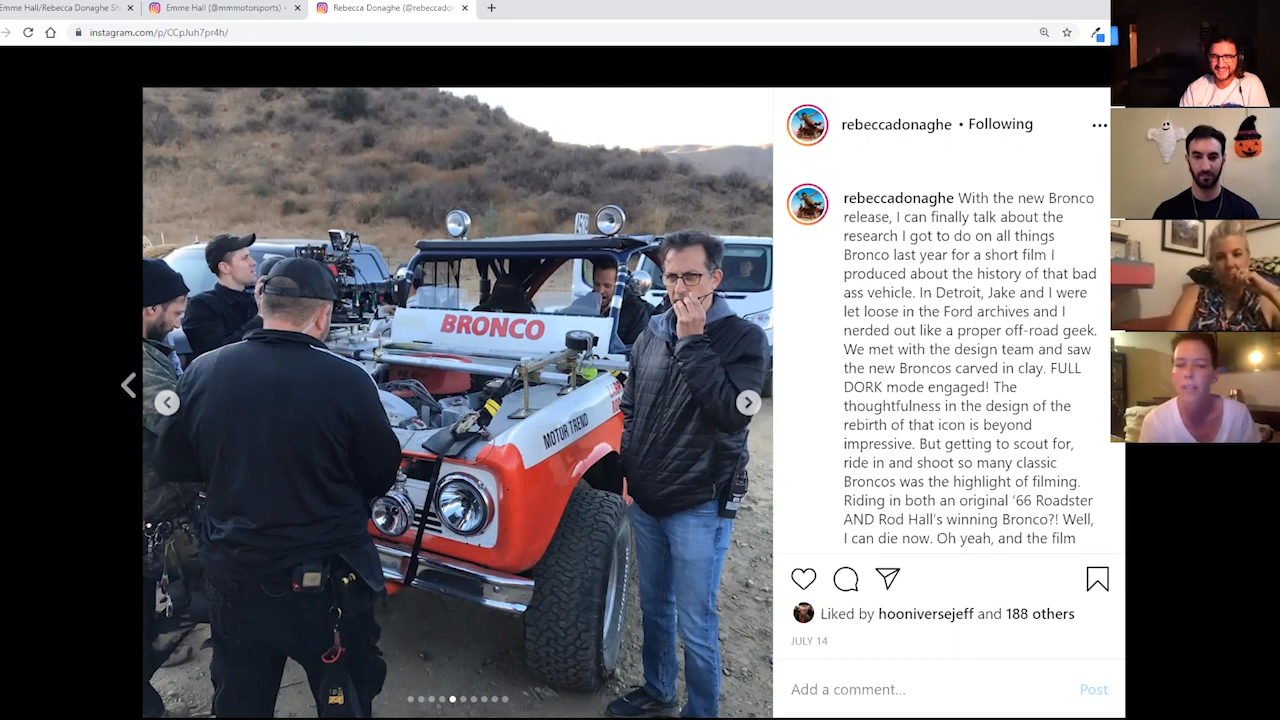 Emme Hall/Rebecca Donaghe S
Emme Hall (@mmmotorsports) •
Rebecca Donaghe (@rebeccador
instagram.com/p/CCpJuh7pr4h/
BRONCO
MOTOR TREND
rebeccadonaghe • Following
rebeccadonaghe With the new Bronco
release, I can finally talk about the
research I got to do on all things
Bronco last year for a short film I
produced about the history of that bad
ass vehicle. In Detroit, Jake and I were
let loose in the Ford archives and I
nerded out like a proper off-road geek.
We met with the design team and saw
the new Broncos carved in clay. FULL
DORK mode engaged! The
thoughtfulness in the design of the
rebirth of that icon is beyond
impressive. But getting to scout for,
ride in and shoot so many classic
Broncos was the highlight of filming.
Riding in both an original ‘66 Roadster
AND Rod Hall’s winning Bronco?! Well,
I can die now. Oh yeah, and the film
Liked by hooniversejeff and 188 others
JULY 14
Add a comment...
Post